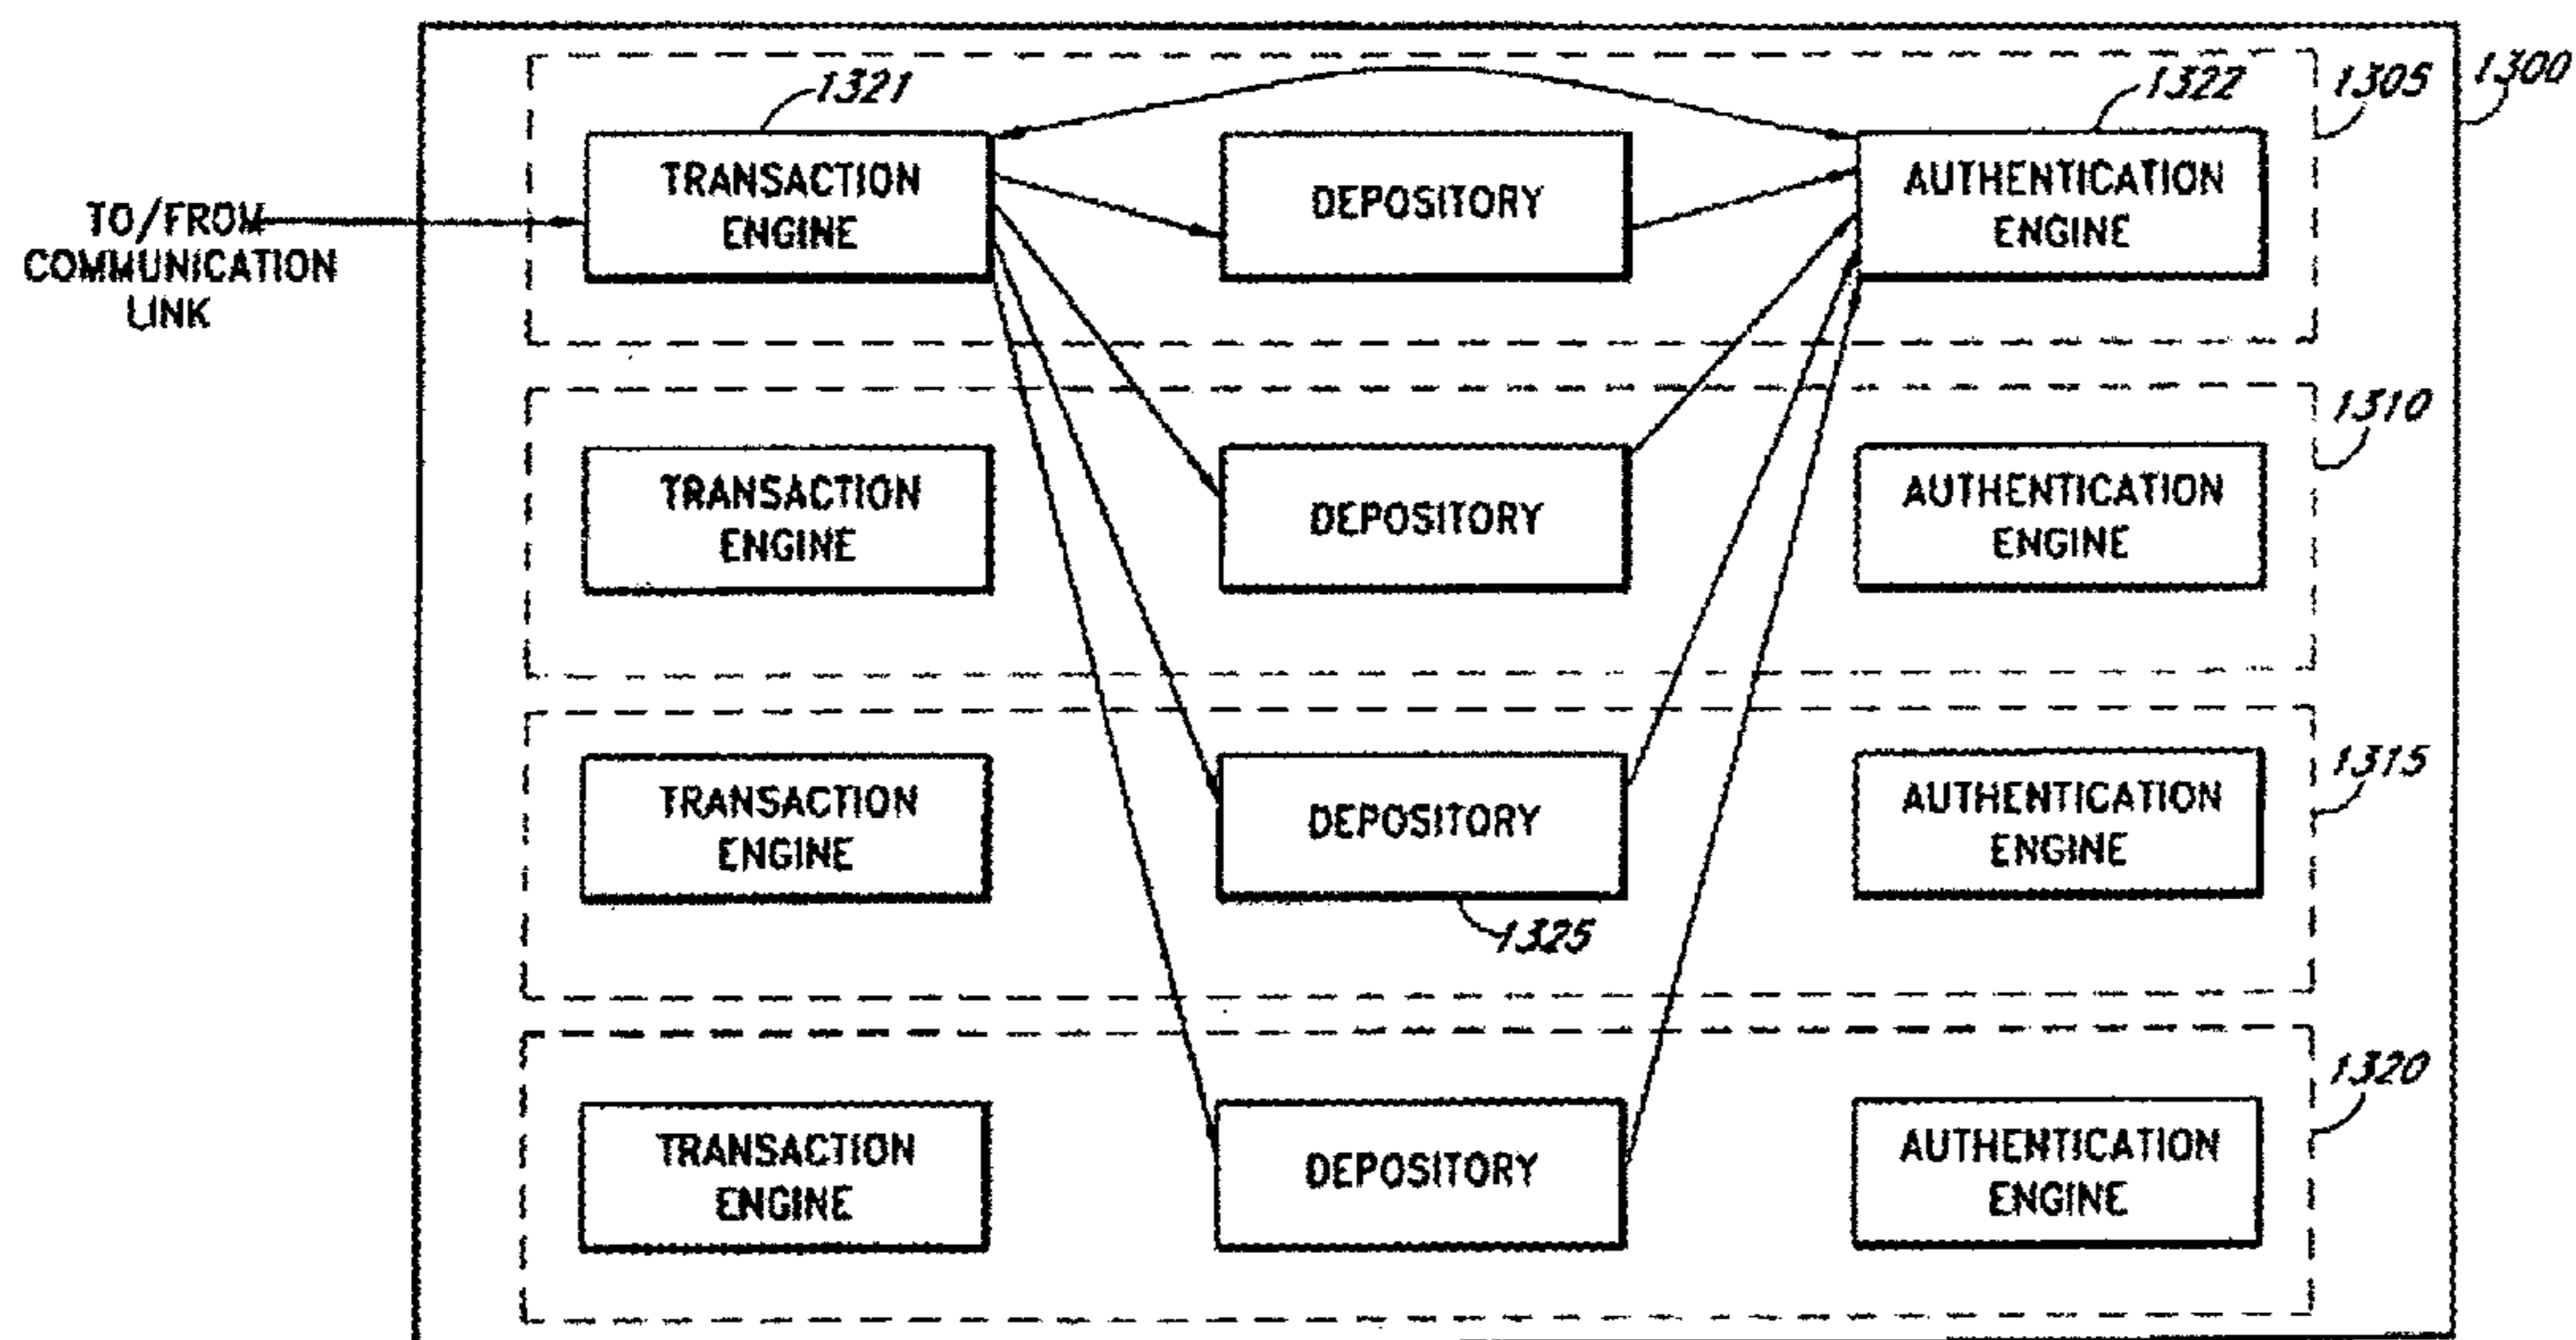 1300
1305
1321
1322
TRANSACTION
ENGINE
DEPOSITORY
AUTHENTICATION
ENGINE
TO/FROM
COMMUNICATION
LINK
1310
TRANSACTION
ENGINE
DEPOSITORY
AUTHENTICATION
ENGINE
1315
TRANSACTION
ENGINE
DEPOSITORY
AUTHENTICATION
ENGINE
1325
1320
TRANSACTION
ENGINE
DEPOSITORY
AUTHENTICATION
ENGINE